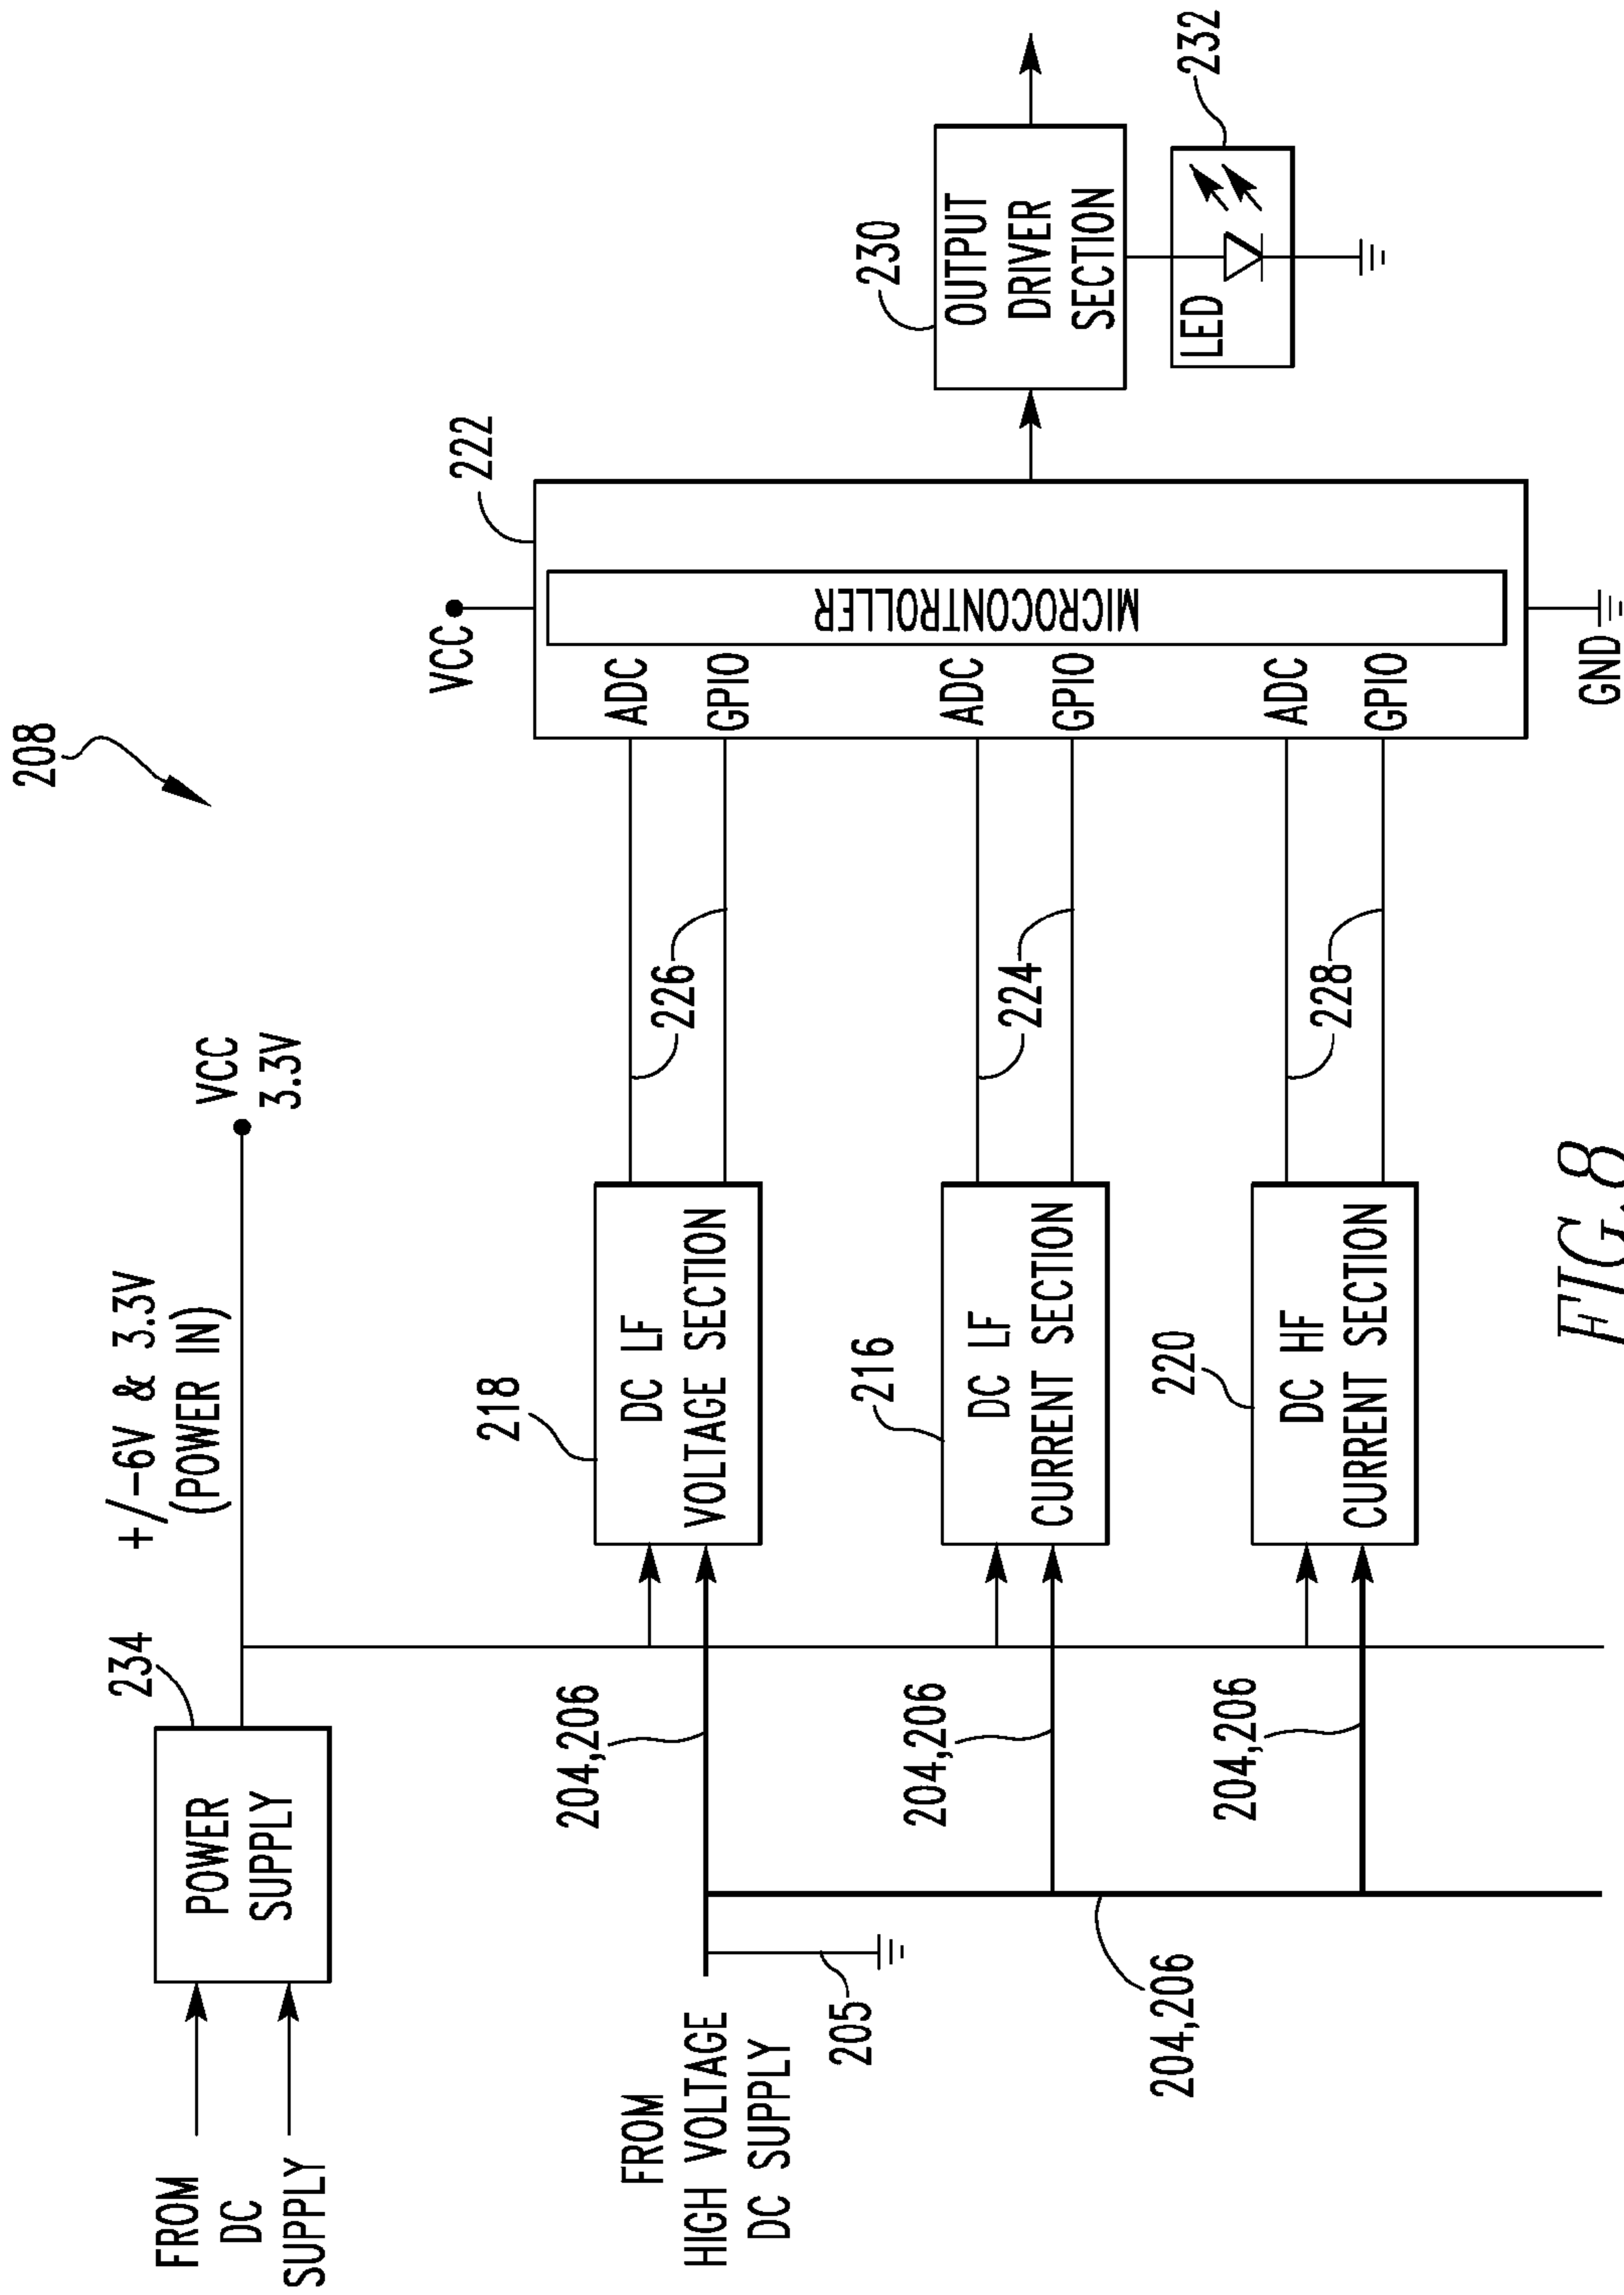 208
FROM
DC
SUPPLY
POWER
SUPPLY
234
+/-6V & 3.3V
(POWER IN)
VCC
3.3V
FROM
HIGH VOLTAGE
DC SUPPLY
205
204,206
204,206
204,206
204,206
218
DC LF
VOLTAGE SECTION
216
DC LF
CURRENT SECTION
220
DC HF
CURRENT SECTION
226
224
228
VCC
222
ADC
GPIO
ADC
GPIO
ADC
GPIO
MICROCONTROLLER
GND
230
OUTPUT
DRIVER
SECTION
LED
232
FIG.8